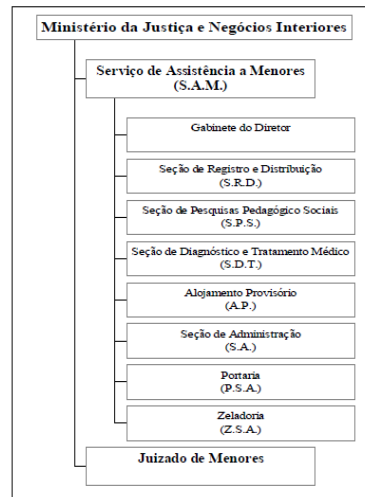 Ministério da Justiça e Negócios Interiores
Serviço de Assistência a Menores
(S.A.M.)
Gabinete do Diretor
Seção de Registro e Distribuição
(S.R.D.)
Seção de Pesquisas Pedagógico Sociais
(S.P.S.)
Seção de Diagnóstico e Tratamento Médico
(S.D.T.)
Alojamento Provisório
(A.P.)
Seção de Administração
(S.A.)
Portaria
(P.S.A.)
Zeladoria
(Z.S.A.)
Juizado de Menores